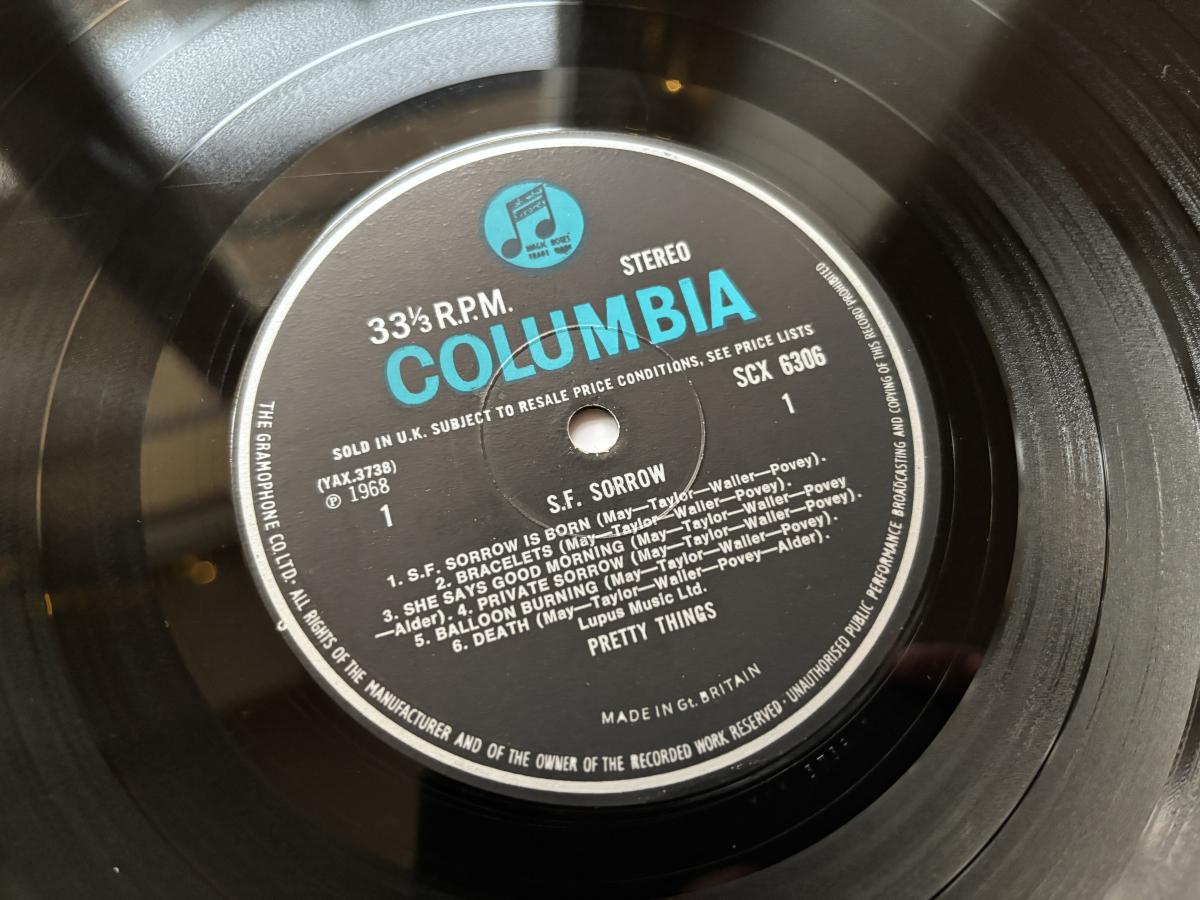 MAGIC NOTES
TRADE MARK
STEREO
33⅓ R.P.M.
COLUMBIA
SOLD IN U.K. SUBJECT TO RESALE PRICE CONDITIONS, SEE PRICE LISTS
SCX 6306
(YAX.3738)
℗ 1968
1
1
S.F. SORROW
1. S.F. SORROW IS BORN (May—Taylor—Waller—Povey).
2. BRACELETS (May—Taylor—Waller—Povey).
3. SHE SAYS GOOD MORNING (May—Taylor—Waller—Povey
—Alder). 4. PRIVATE SORROW (May—Taylor—Waller—Povey).
5. BALLOON BURNING (May—Taylor—Waller—Povey).
6. DEATH (May—Taylor—Waller—Povey—Alder).
Lupus Music Ltd.
PRETTY THINGS
MADE IN Gt. BRITAIN
THE GRAMOPHONE CO. LTD. ALL RIGHTS OF THE MANUFACTURER AND OF THE OWNER OF THE RECORDED WORK RESERVED · UNAUTHORISED PUBLIC PERFORMANCE BROADCASTING AND COPYING OF THIS RECORD PROHIBITED